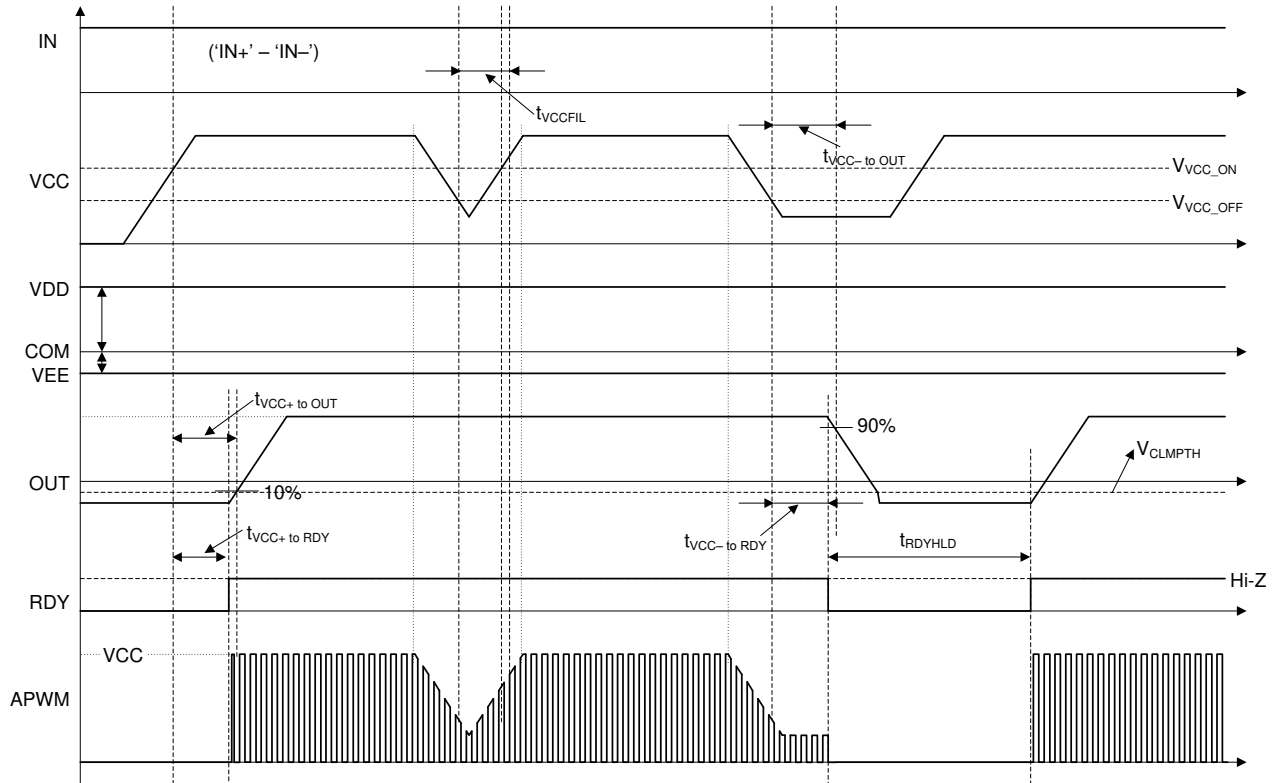 IN
('IN+' – 'IN–')
tVCCFIL
tVCC– to OUT
VCC
VVCC_ON
VVCC_OFF
VDD
COM
VEE
tVCC+ to OUT
90%
VCLMPTH
OUT
10%
tVCC+ to RDY
tVCC– to RDY
tRDYHLD
Hi-Z
RDY
VCC
APWM